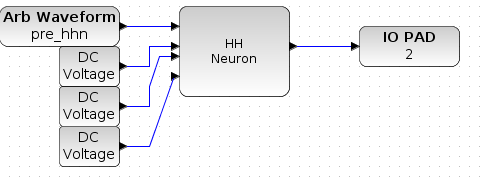 Arb Waveform
pre_hhn
DC
Voltage
DC
Voltage
DC
Voltage
HH
Neuron
IO PAD
2